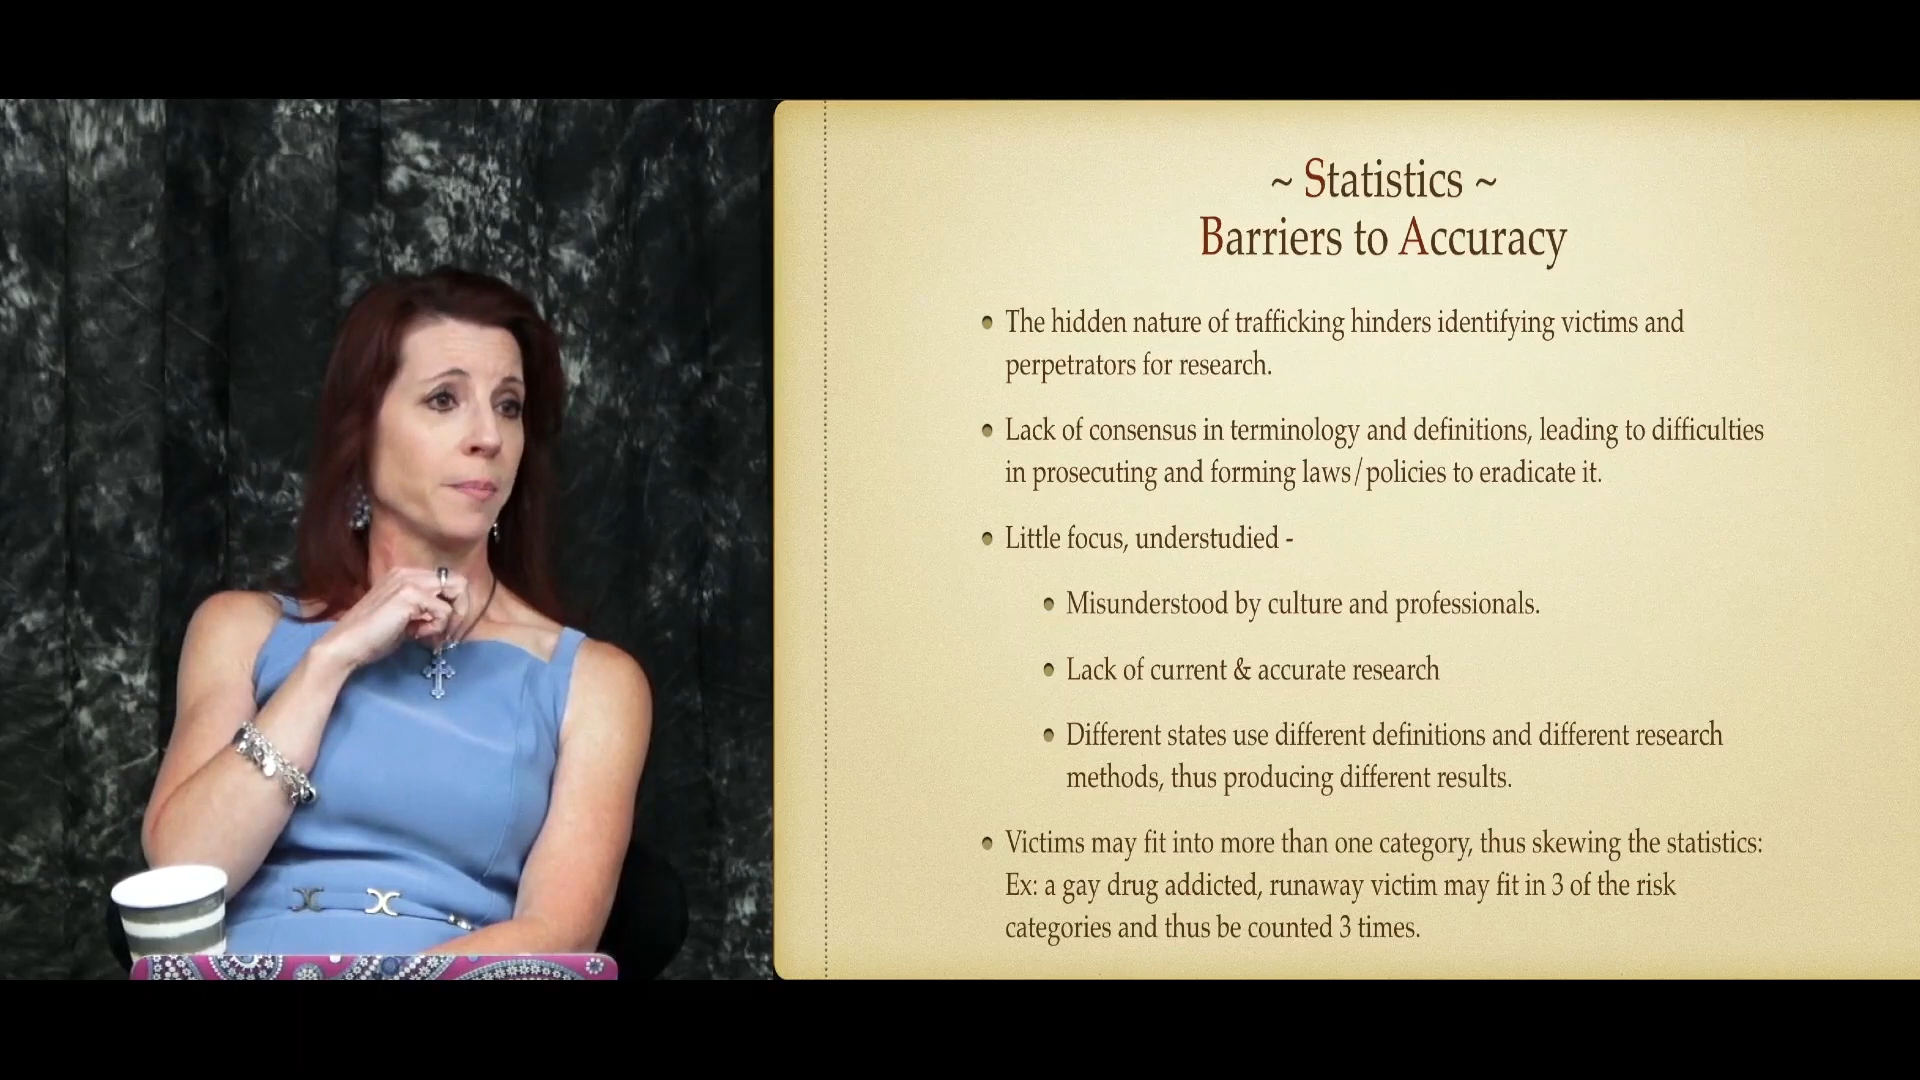 ~ Statistics ~
Barriers to Accuracy
The hidden nature of trafficking hinders identifying victims and
perpetrators for research.
Lack of consensus in terminology and definitions, leading to difficulties
in prosecuting and forming laws/policies to eradicate it.
Little focus, understudied -
Misunderstood by culture and professionals.
Lack of current & accurate research
Different states use different definitions and different research
methods, thus producing different results.
Victims may fit into more than one category, thus skewing the statistics:
Ex: a gay drug addicted, runaway victim may fit in 3 of the risk
categories and thus be counted 3 times.